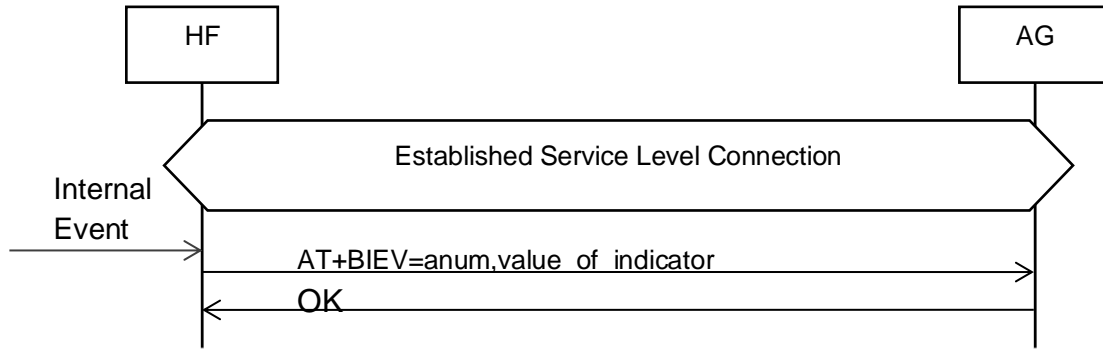 HF
AG
Established Service Level Connection
Internal
Event
AT+BIEV=anum,value_of_indicator
OK